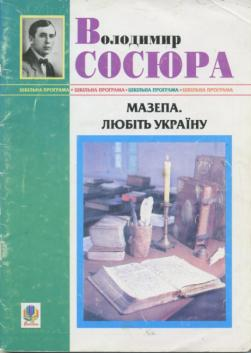 Володимир
СОСЮРА
ШКІЛЬНА ПРОГРАМА • ШКІЛЬНА ПРОГРАМА • ШКІЛЬНА ПРОГРАМА • ШКІЛЬНА ПРОГРАМА
МАЗЕПА.
ЛЮБІТЬ УКРАЇНУ